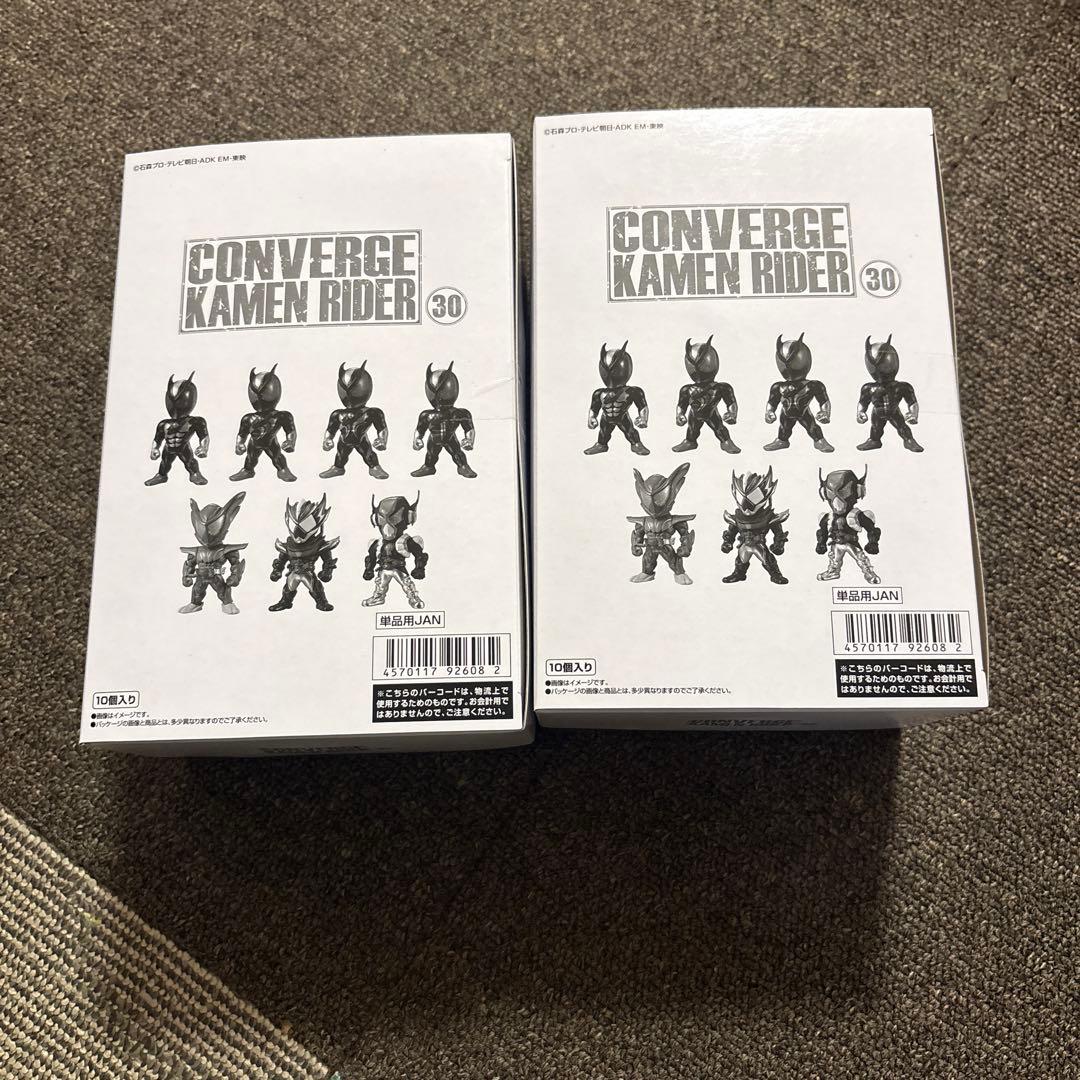 ©石森プロ・テレビ朝日・ADK EM・東映
CONVERGE
KAMEN RIDER 30
単品用JAN
4570117 92608 2
※こちらのバーコードは、物流上で
使用するためのものです。お会計用で
はありませんので、ご注意ください。
10個入り
●画像はイメージです。
●パッケージの画像と商品とは、多少異なりますのでご了承ください。
©石森プロ・テレビ朝日・ADK EM・東映
CONVERGE
KAMEN RIDER 30
単品用JAN
4570117 92608 2
※こちらのバーコードは、物流上で
使用するためのものです。お会計用で
はありませんので、ご注意ください。
10個入り
●画像はイメージです。
●パッケージの画像と商品とは、多少異なりますのでご了承ください。